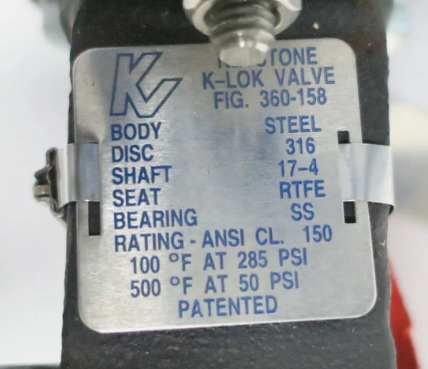 KEYSTONE
K-LOK VALVE
FIG. 360-158
BODY STEEL
DISC 316
SHAFT 17-4
SEAT RTFE
BEARING SS
RATING - ANSI CL. 150
100 °F AT 285 PSI
500 °F AT 50 PSI
PATENTED